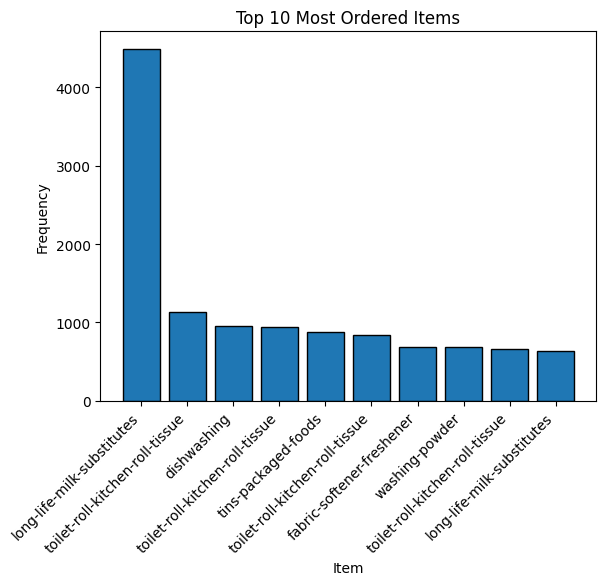 Top 10 Most Ordered Items
Frequency
4000
3000
2000
1000
0
long-life-milk-substitutes
toilet-roll-kitchen-roll-tissue
dishwashing
toilet-roll-kitchen-roll-tissue
tins-packaged-foods
toilet-roll-kitchen-roll-tissue
fabric-softener-freshener
washing-powder
toilet-roll-kitchen-roll-tissue
long-life-milk-substitutes
Item